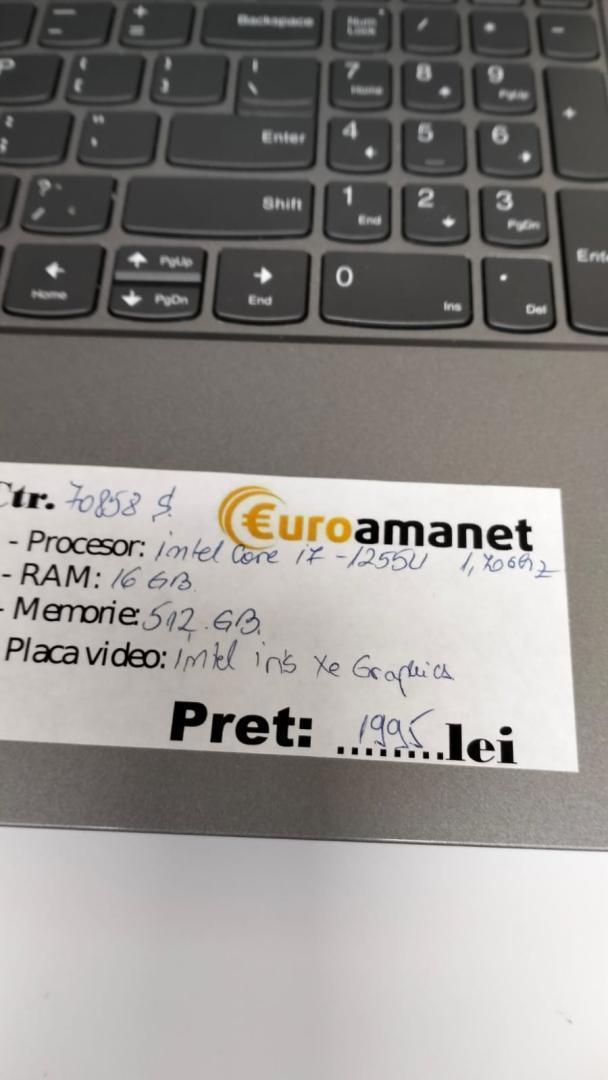 - +
_ =
Backspace
Num Lock
/ * -
P { } |
[ ] \
7 Home 8 9 PgUp +
" '
Enter
4 5 6
? /
Shift
1 End 2 3 PgDn
Home PgUp PgDn End
0 Ins . Del
Ente
Ctr. 70858 $
€uroamanet
- Procesor: intel Core i7 -1255U 1,70Ghz
- RAM: 16 GB
- Memorie: 512 GB
Placa video: Intel iris Xe Graphics
Pret: 1995 lei